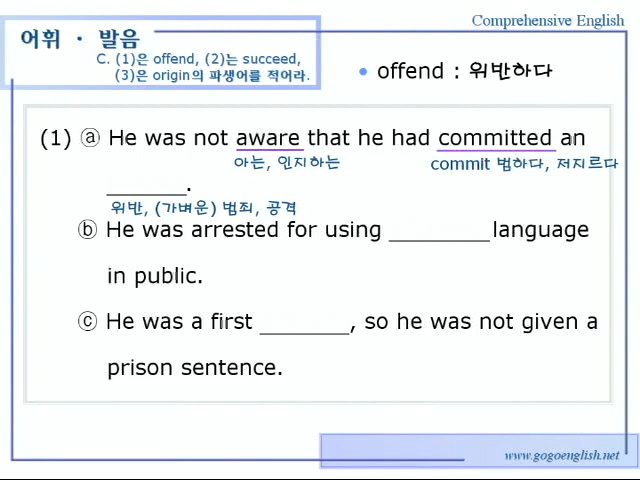 Comprehensive English
어휘 · 발음
C. (1)은 offend, (2)는 succeed,
(3)은 origin의 파생어를 적어라.
• offend : 위반하다
(1) ⓐ He was not aware that he had committed an
아는, 인지하는 commit 범하다, 저지르다
_______.
위반, (가벼운) 범죄, 공격
ⓑ He was arrested for using _________ language
in public.
ⓒ He was a first ________, so he was not given a
prison sentence.
www.gogoenglish.net